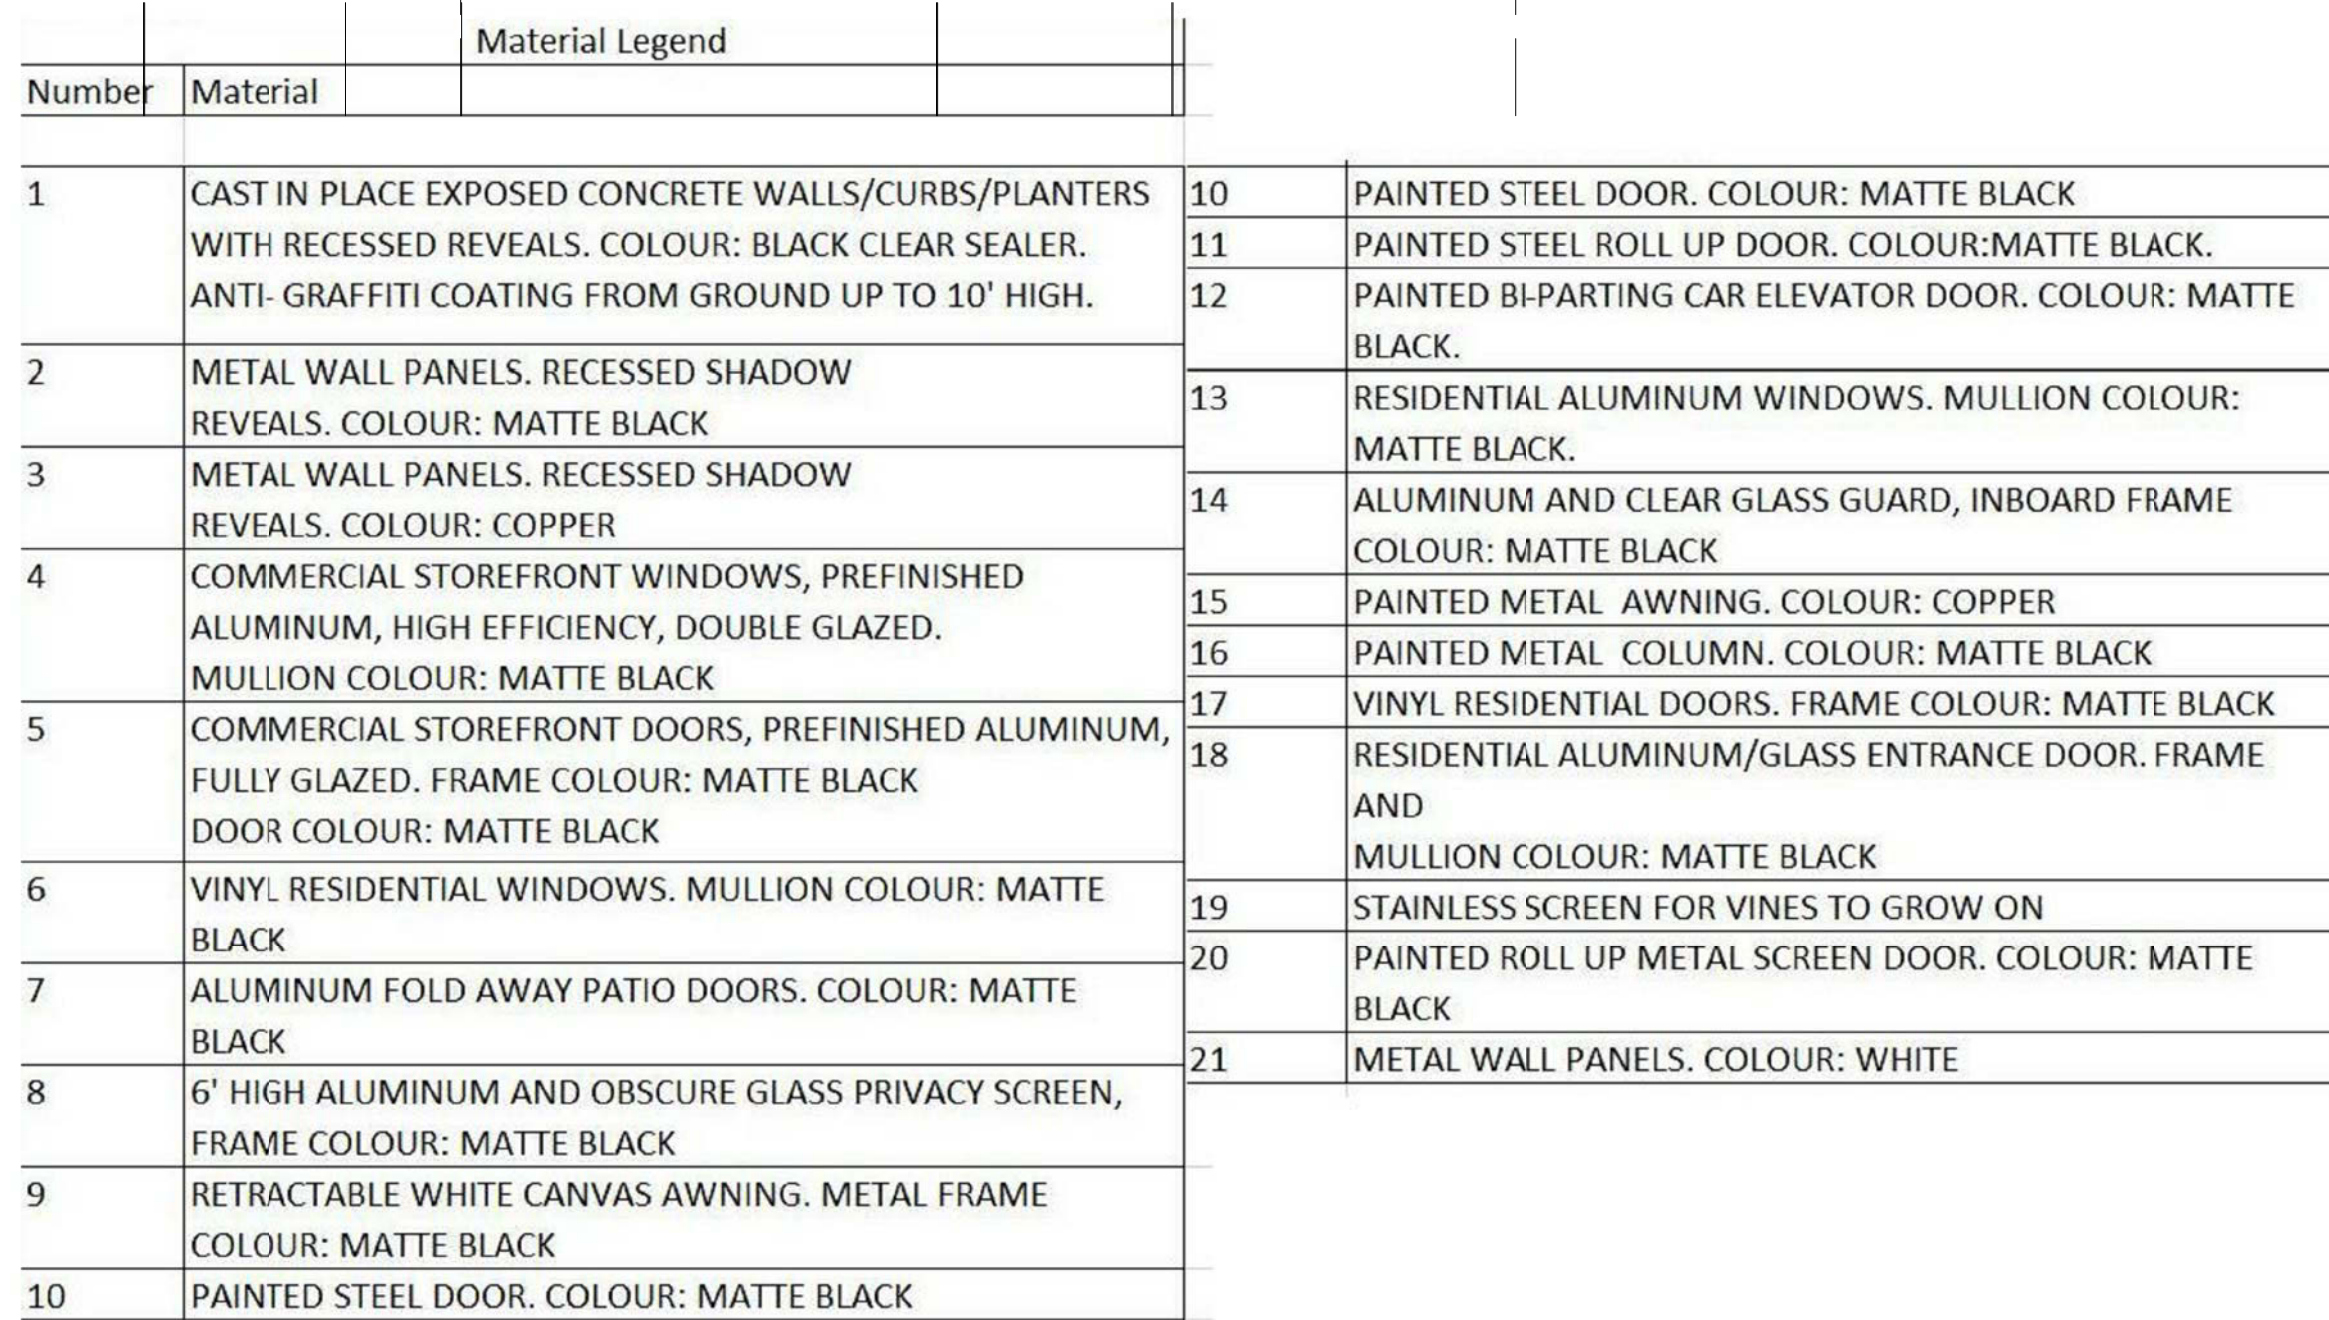 Material Legend
Number Material
1 CAST IN PLACE EXPOSED CONCRETE WALLS/CURBS/PLANTERS
WITH RECESSED REVEALS. COLOUR: BLACK CLEAR SEALER.
ANTI- GRAFFITI COATING FROM GROUND UP TO 10' HIGH.
2 METAL WALL PANELS. RECESSED SHADOW
REVEALS. COLOUR: MATTE BLACK
3 METAL WALL PANELS. RECESSED SHADOW
REVEALS. COLOUR: COPPER
4 COMMERCIAL STOREFRONT WINDOWS, PREFINISHED
ALUMINUM, HIGH EFFICIENCY, DOUBLE GLAZED.
MULLION COLOUR: MATTE BLACK
5 COMMERCIAL STOREFRONT DOORS, PREFINISHED ALUMINUM,
FULLY GLAZED. FRAME COLOUR: MATTE BLACK
DOOR COLOUR: MATTE BLACK
6 VINYL RESIDENTIAL WINDOWS. MULLION COLOUR: MATTE
BLACK
7 ALUMINUM FOLD AWAY PATIO DOORS. COLOUR: MATTE
BLACK
8 6' HIGH ALUMINUM AND OBSCURE GLASS PRIVACY SCREEN,
FRAME COLOUR: MATTE BLACK
9 RETRACTABLE WHITE CANVAS AWNING. METAL FRAME
COLOUR: MATTE BLACK
10 PAINTED STEEL DOOR. COLOUR: MATTE BLACK
10 PAINTED STEEL DOOR. COLOUR: MATTE BLACK
11 PAINTED STEEL ROLL UP DOOR. COLOUR:MATTE BLACK.
12 PAINTED BI-PARTING CAR ELEVATOR DOOR. COLOUR: MATTE
BLACK.
13 RESIDENTIAL ALUMINUM WINDOWS. MULLION COLOUR:
MATTE BLACK.
14 ALUMINUM AND CLEAR GLASS GUARD, INBOARD FRAME
COLOUR: MATTE BLACK
15 PAINTED METAL AWNING. COLOUR: COPPER
16 PAINTED METAL COLUMN. COLOUR: MATTE BLACK
17 VINYL RESIDENTIAL DOORS. FRAME COLOUR: MATTE BLACK
18 RESIDENTIAL ALUMINUM/GLASS ENTRANCE DOOR. FRAME
AND
MULLION COLOUR: MATTE BLACK
19 STAINLESS SCREEN FOR VINES TO GROW ON
20 PAINTED ROLL UP METAL SCREEN DOOR. COLOUR: MATTE
BLACK
21 METAL WALL PANELS. COLOUR: WHITE